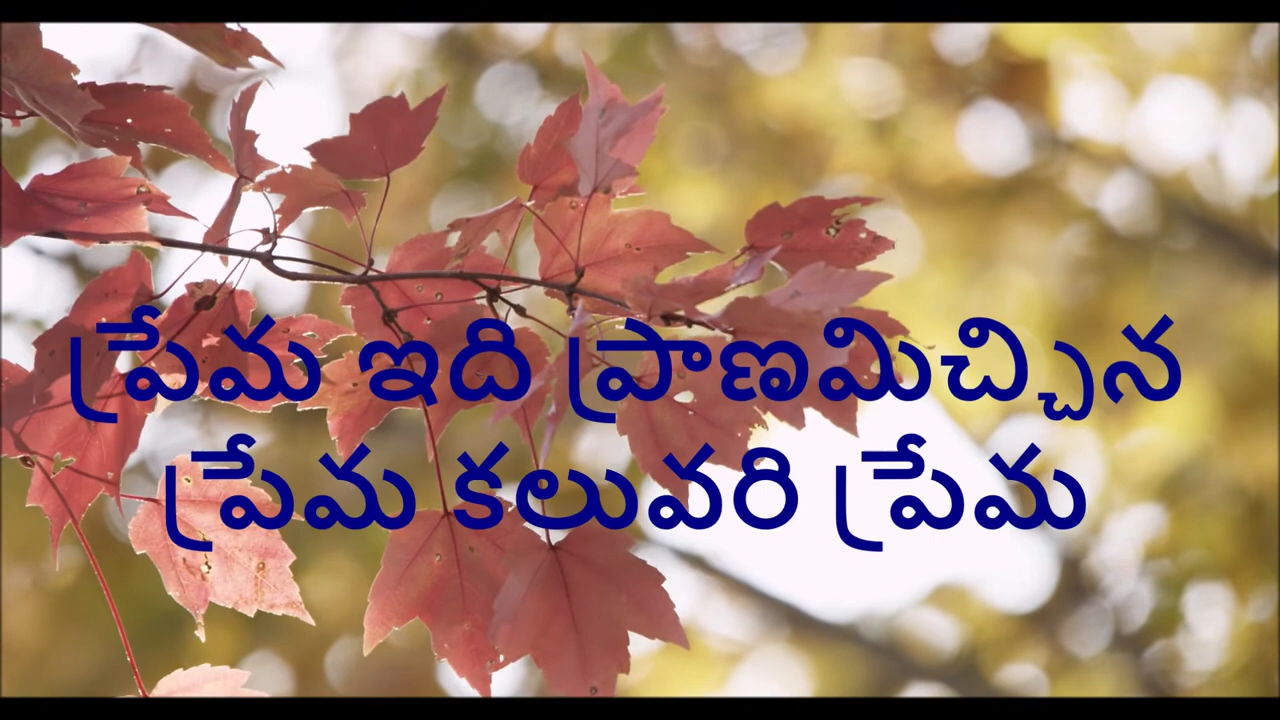 ప్రేమ ఇది ప్రాణమిచ్చిన
ప్రేమ కలువరి ప్రేమ